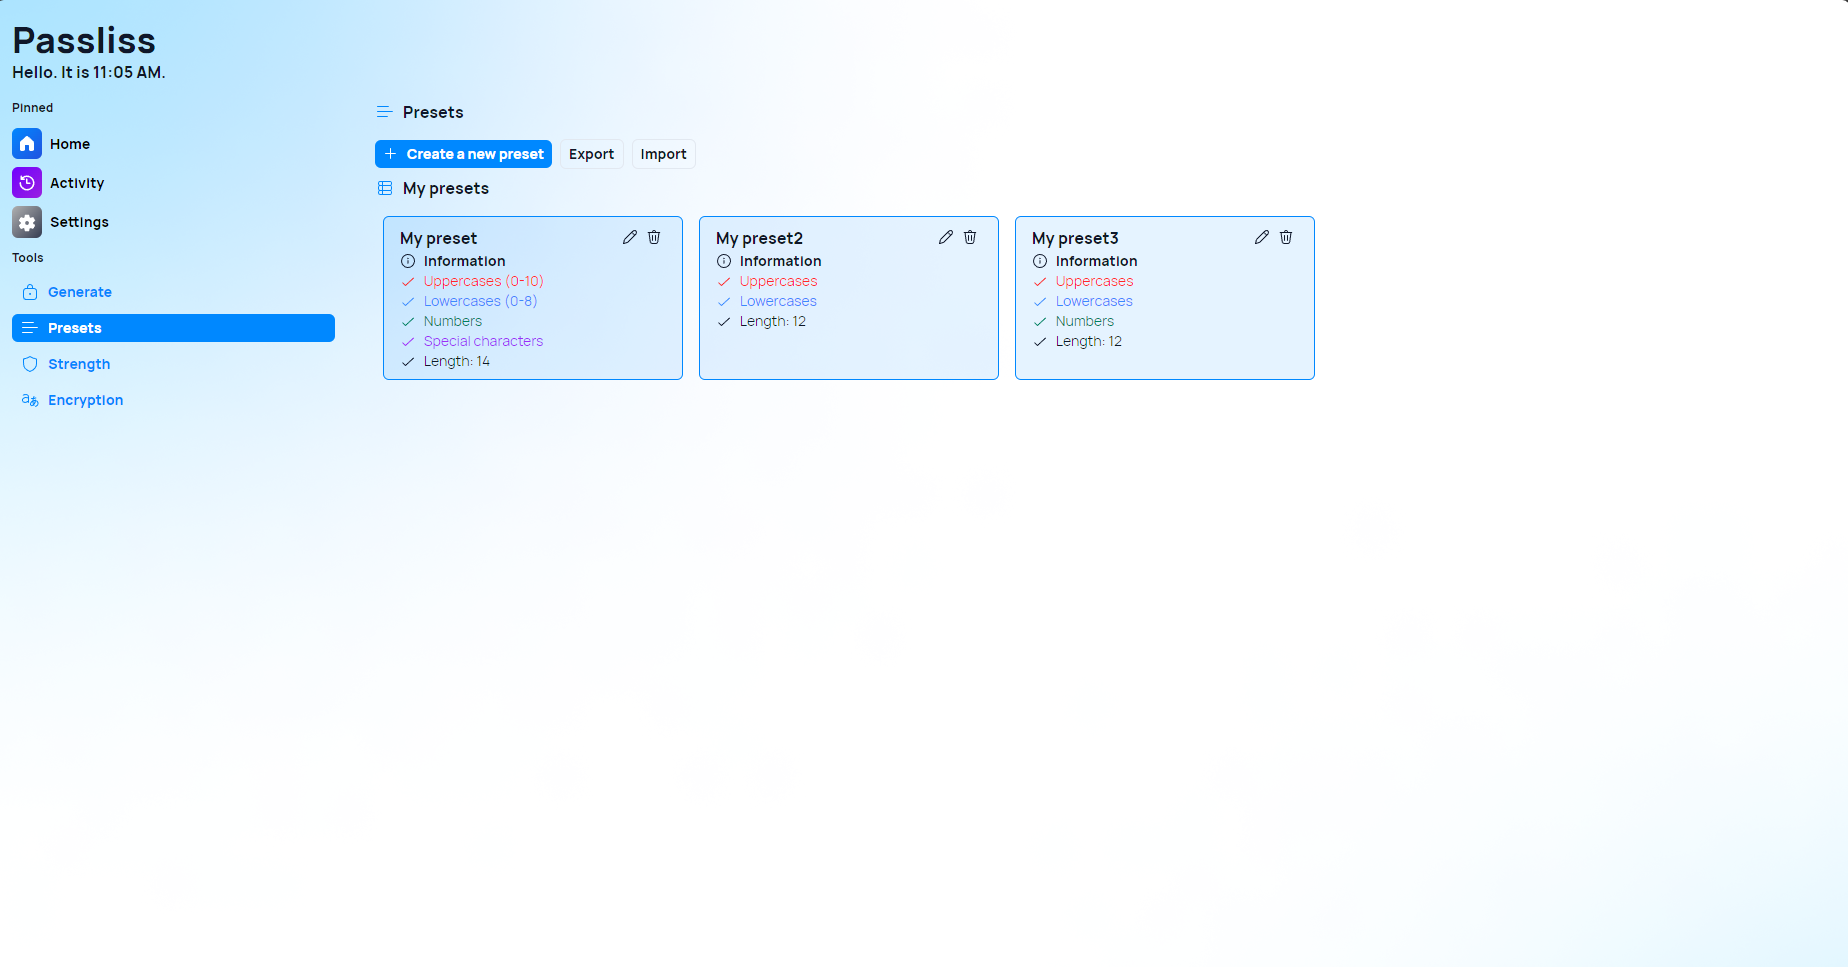 Passliss
Hello. It is 11:05 AM.
Pinned
Home
Activity
Settings
Tools
Generate
Presets
Strength
Encryption
Presets
Create a new preset
Export
Import
My presets
My preset
Information
Uppercases (0-10)
Lowercases (0-8)
Numbers
Special characters
Length: 14
My preset2
Information
Uppercases
Lowercases
Length: 12
My preset3
Information
Uppercases
Lowercases
Numbers
Length: 12